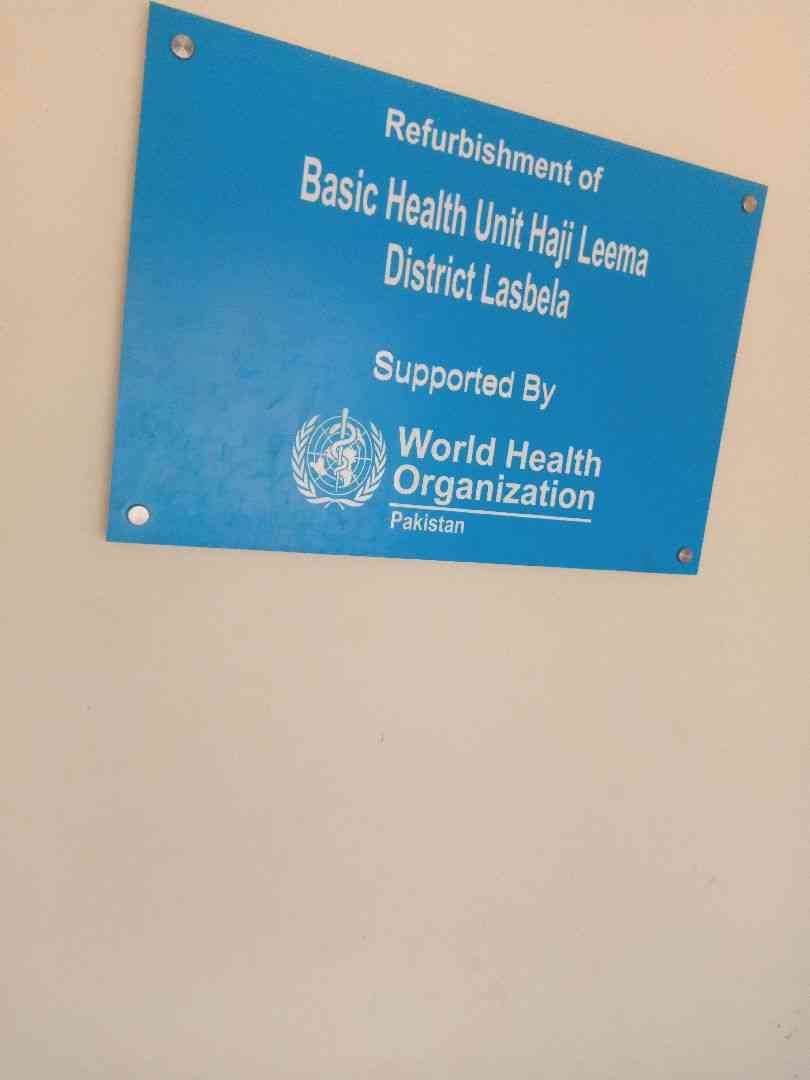 Refurbishment of
Basic Health Unit Haji Leema
District Lasbela
Supported By
World Health
Organization
Pakistan